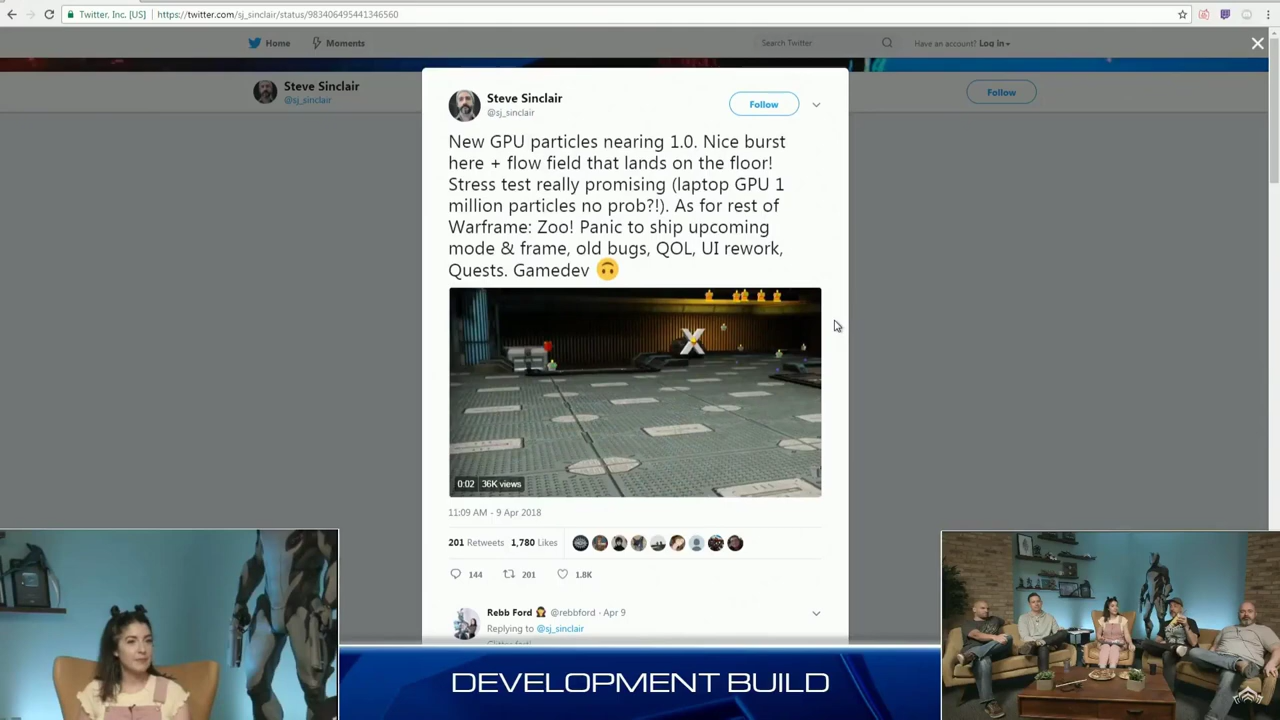 Twitter, Inc. [US]
https://twitter.com/sj_sinclair/status/983406495441346560
Home
Moments
Search Twitter
Have an account? Log in
Steve Sinclair
@sj_sinclair
Follow
Steve Sinclair
@sj_sinclair
Follow
New GPU particles nearing 1.0. Nice burst
here + flow field that lands on the floor!
Stress test really promising (laptop GPU 1
million particles no prob?!). As for rest of
Warframe: Zoo! Panic to ship upcoming
mode & frame, old bugs, QOL, UI rework,
Quests. Gamedev 🙃
0:02 36K views
11:09 AM - 9 Apr 2018
201 Retweets 1,780 Likes
144 201 1.8K
Rebb Ford @rebbford · Apr 9
Replying to @sj_sinclair
DEVELOPMENT BUILD